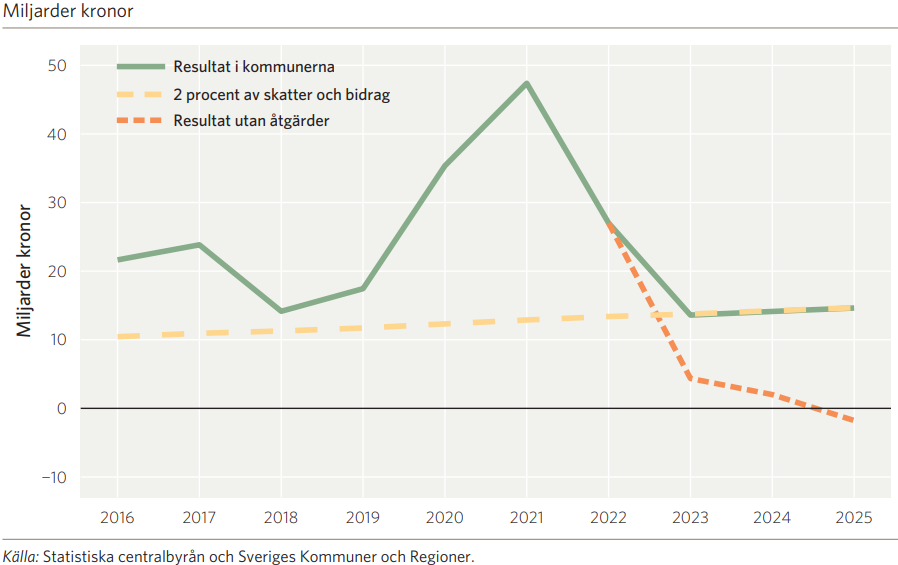 Miljarder kronor
Resultat i kommunerna
2 procent av skatter och bidrag
Resultat utan åtgärder
Miljarder kronor
50
40
30
20
10
0
−10
2016 2017 2018 2019 2020 2021 2022 2023 2024 2025
Källa: Statistiska centralbyrån och Sveriges Kommuner och Regioner.